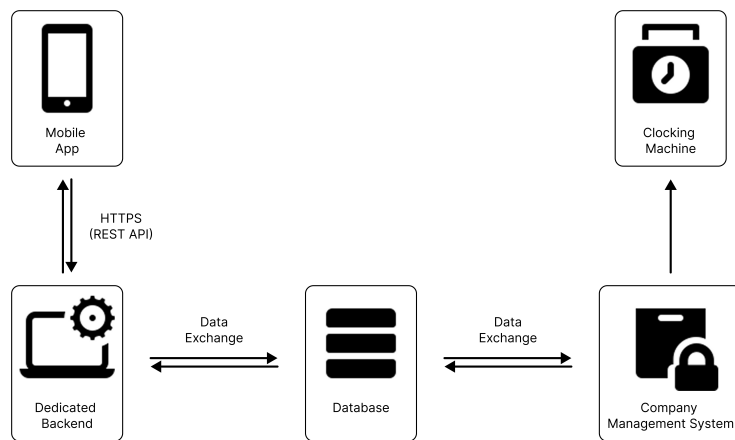 Mobile
App
Clocking
Machine
HTTPS
(REST API)
Data
Exchange
Data
Exchange
Dedicated
Backend
Database
Company
Management System